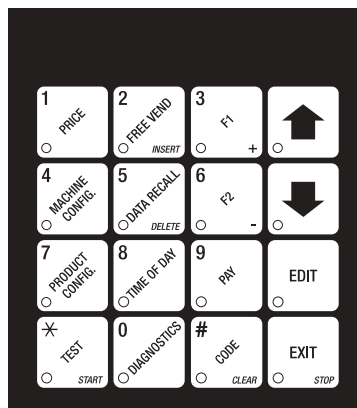 1
PRICE
2
FREE VEND
INSERT
3
F1
+
4
MACHINE
CONFIG.
5
DATA RECALL
DELETE
6
F2
-
7
PRODUCT
CONFIG.
8
TIME OF DAY
9
PAY
EDIT
*
TEST
START
0
DIAGNOSTICS
#
CODE
CLEAR
EXIT
STOP